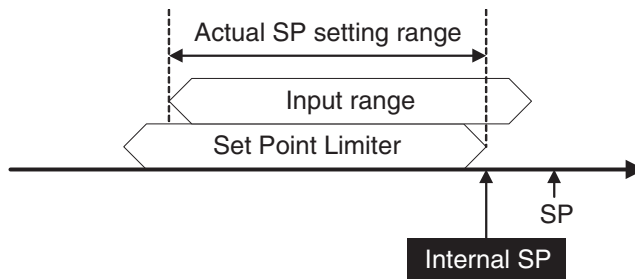 Actual SP setting range
Input range
Set Point Limiter
SP
Internal SP